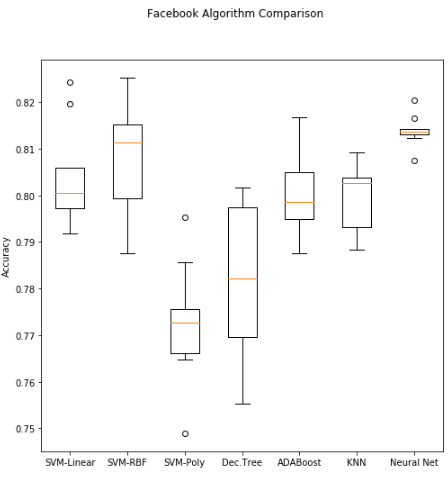 Facebook Algorithm Comparison
Accuracy
0.82
0.81
0.80
0.79
0.78
0.77
0.76
0.75
SVM-Linear SVM-RBF SVM-Poly Dec.Tree ADABoost KNN Neural Net